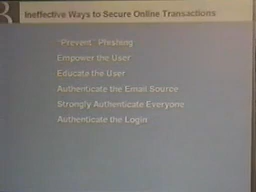 Ineffective Ways to Secure Online Transactions
"Prevent" Phishing
Empower the User
Educate the User
Authenticate the Email Source
Strongly Authenticate Everyone
Authenticate the Login